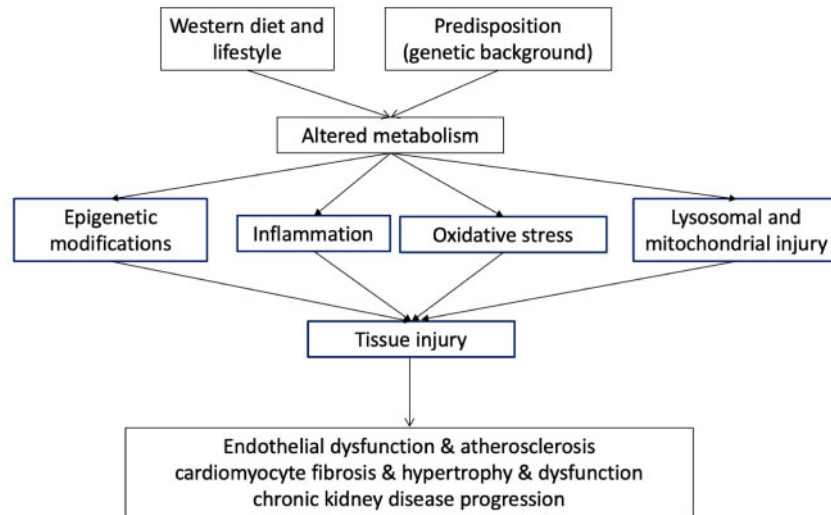 Western diet and
lifestyle
Predisposition
(genetic background)
Altered metabolism
Epigenetic
modifications
Inflammation
Oxidative stress
Lysosomal and
mitochondrial injury
Tissue injury
Endothelial dysfunction & atherosclerosis
cardiomyocyte fibrosis & hypertrophy & dysfunction
chronic kidney disease progression